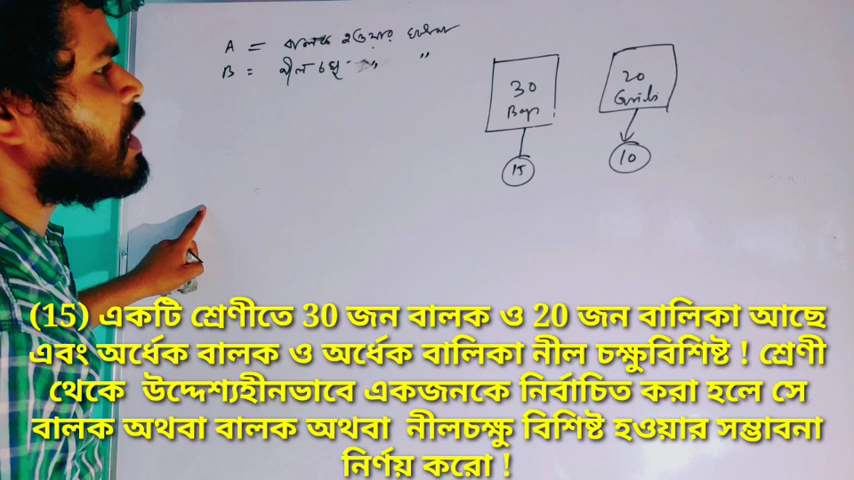 A = বালক হওয়ার ঘটনা
B = নীল চক্ষু " "
30
Boys
20
Girls
15
10
(15) একটি শ্রেণীতে 30 জন বালক ও 20 জন বালিকা আছে
এবং অর্ধেক বালক ও অর্ধেক বালিকা নীল চক্ষুবিশিষ্ট ! শ্রেণী
থেকে উদ্দেশ্যহীনভাবে একজনকে নির্বাচিত করা হলে সে
বালক অথবা বালক অথবা নীলচক্ষু বিশিষ্ট হওয়ার সম্ভাবনা
নির্ণয় করো !